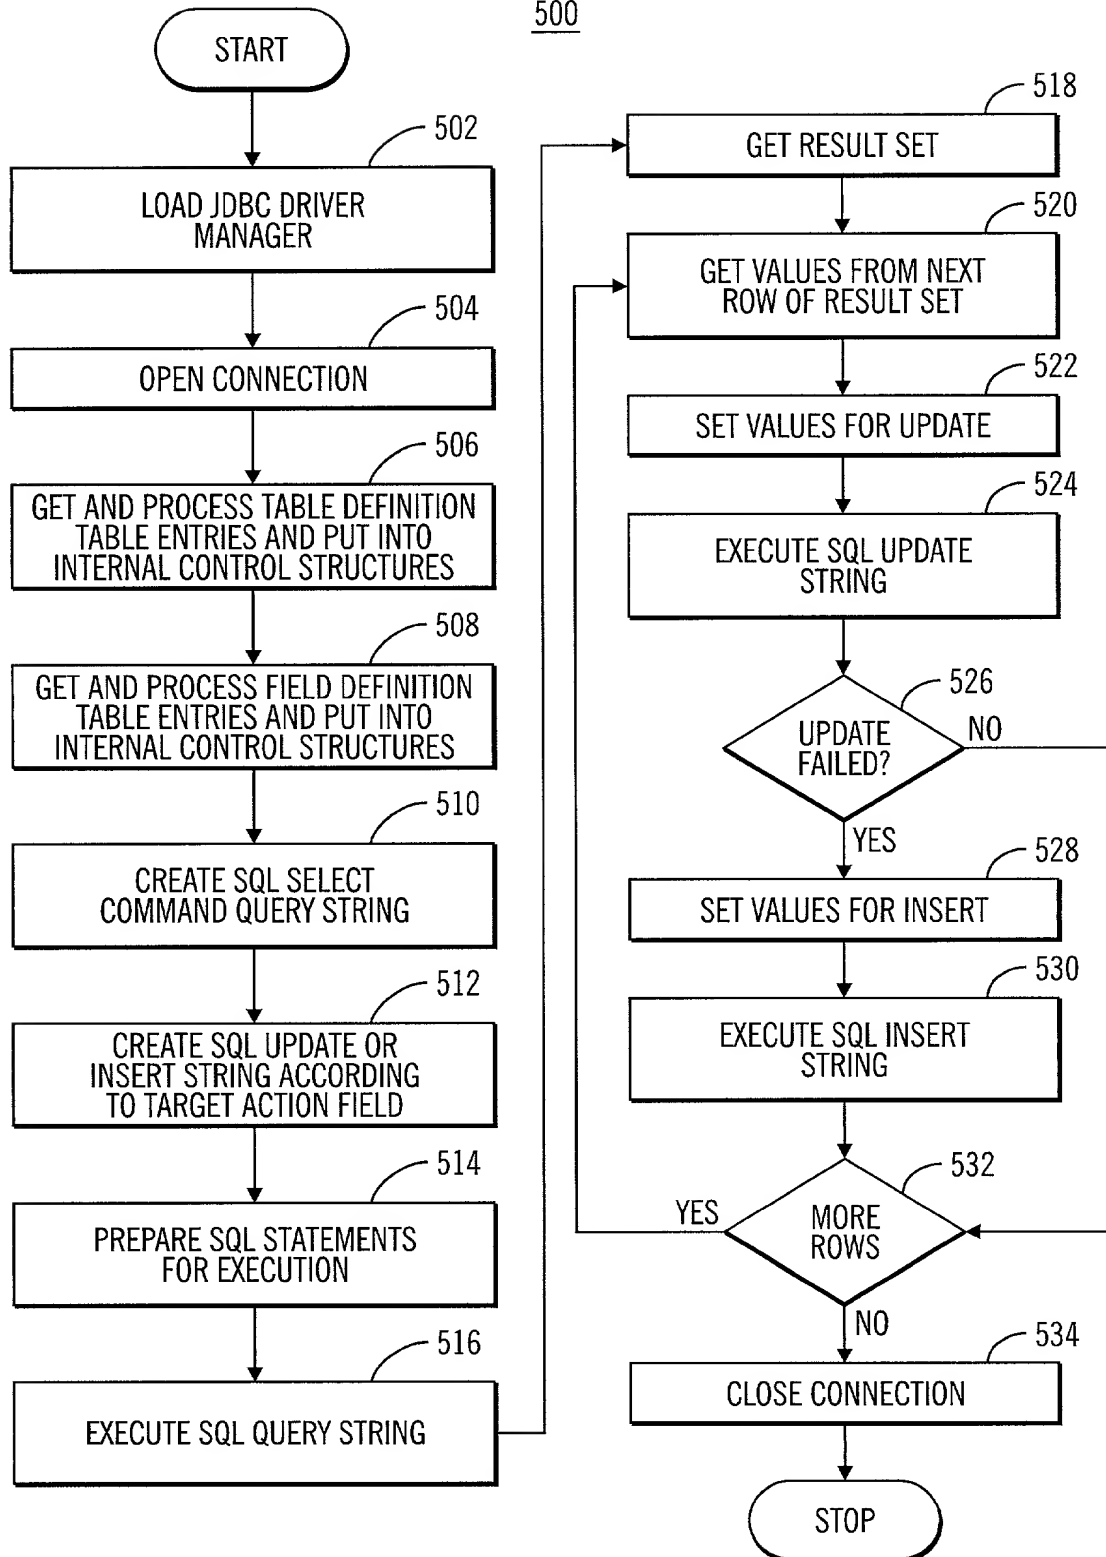 500
START
502
LOAD JDBC DRIVER
MANAGER
504
OPEN CONNECTION
506
GET AND PROCESS TABLE DEFINITION
TABLE ENTRIES AND PUT INTO
INTERNAL CONTROL STRUCTURES
508
GET AND PROCESS FIELD DEFINITION
TABLE ENTRIES AND PUT INTO
INTERNAL CONTROL STRUCTURES
510
CREATE SQL SELECT
COMMAND QUERY STRING
512
CREATE SQL UPDATE OR
INSERT STRING ACCORDING
TO TARGET ACTION FIELD
514
PREPARE SQL STATEMENTS
FOR EXECUTION
516
EXECUTE SQL QUERY STRING
518
GET RESULT SET
520
GET VALUES FROM NEXT
ROW OF RESULT SET
522
SET VALUES FOR UPDATE
524
EXECUTE SQL UPDATE
STRING
526
UPDATE
FAILED?
NO
YES
528
SET VALUES FOR INSERT
530
EXECUTE SQL INSERT
STRING
532
MORE
ROWS
YES
NO
534
CLOSE CONNECTION
STOP